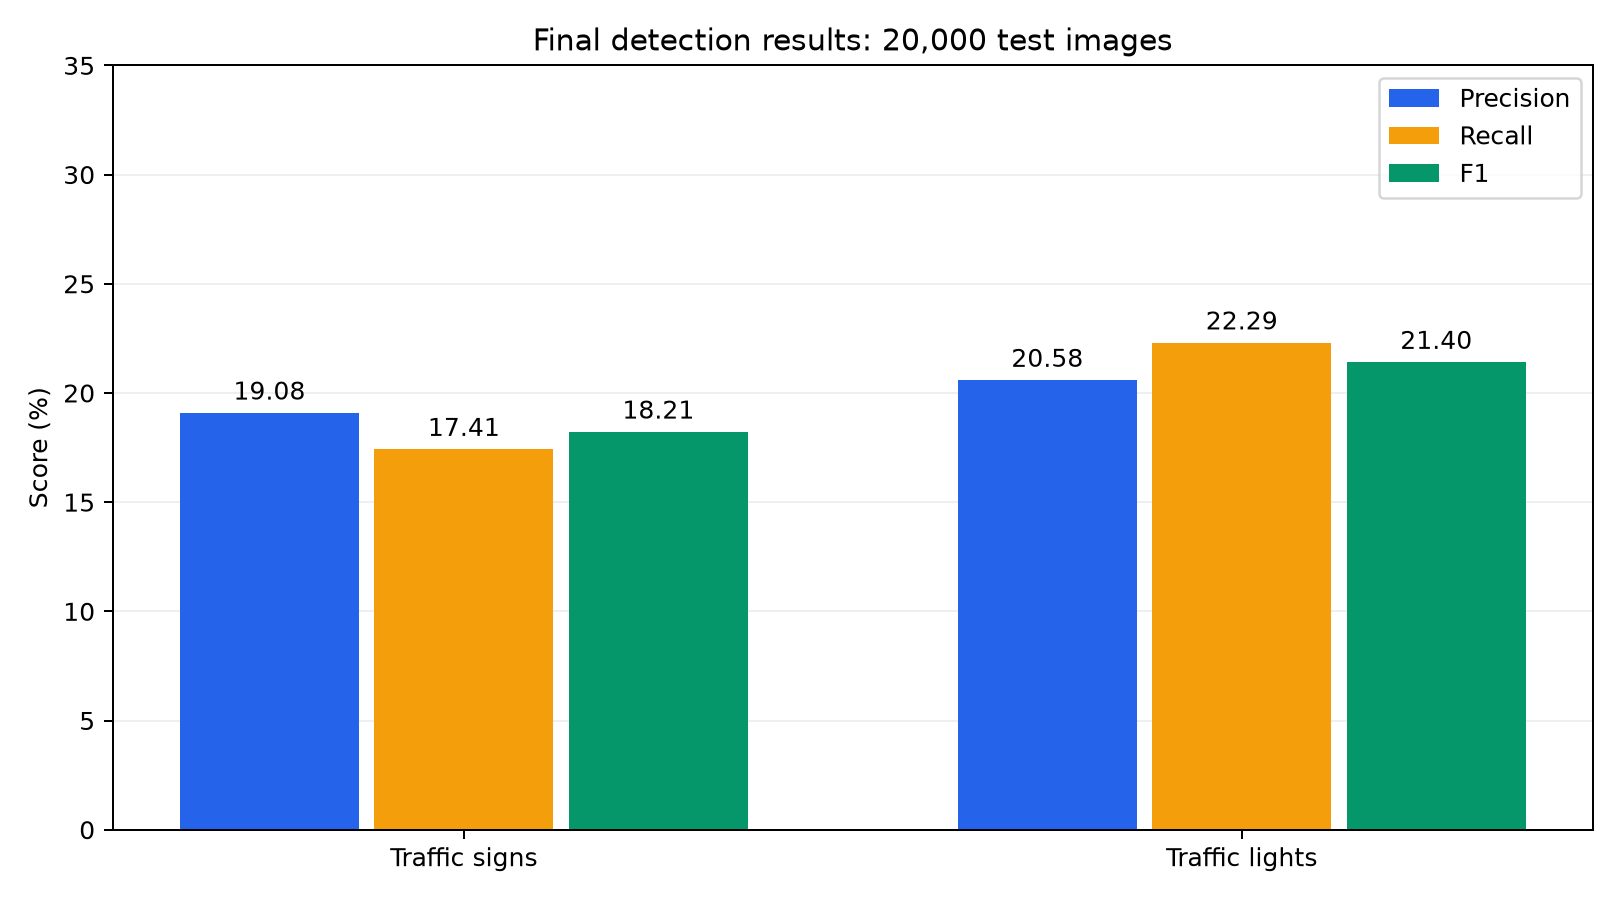 Final detection results: 20,000 test images
Score (%)
35
30
25
20
15
10
5
0
Precision
Recall
F1
19.08
17.41
18.21
20.58
22.29
21.40
Traffic signs
Traffic lights